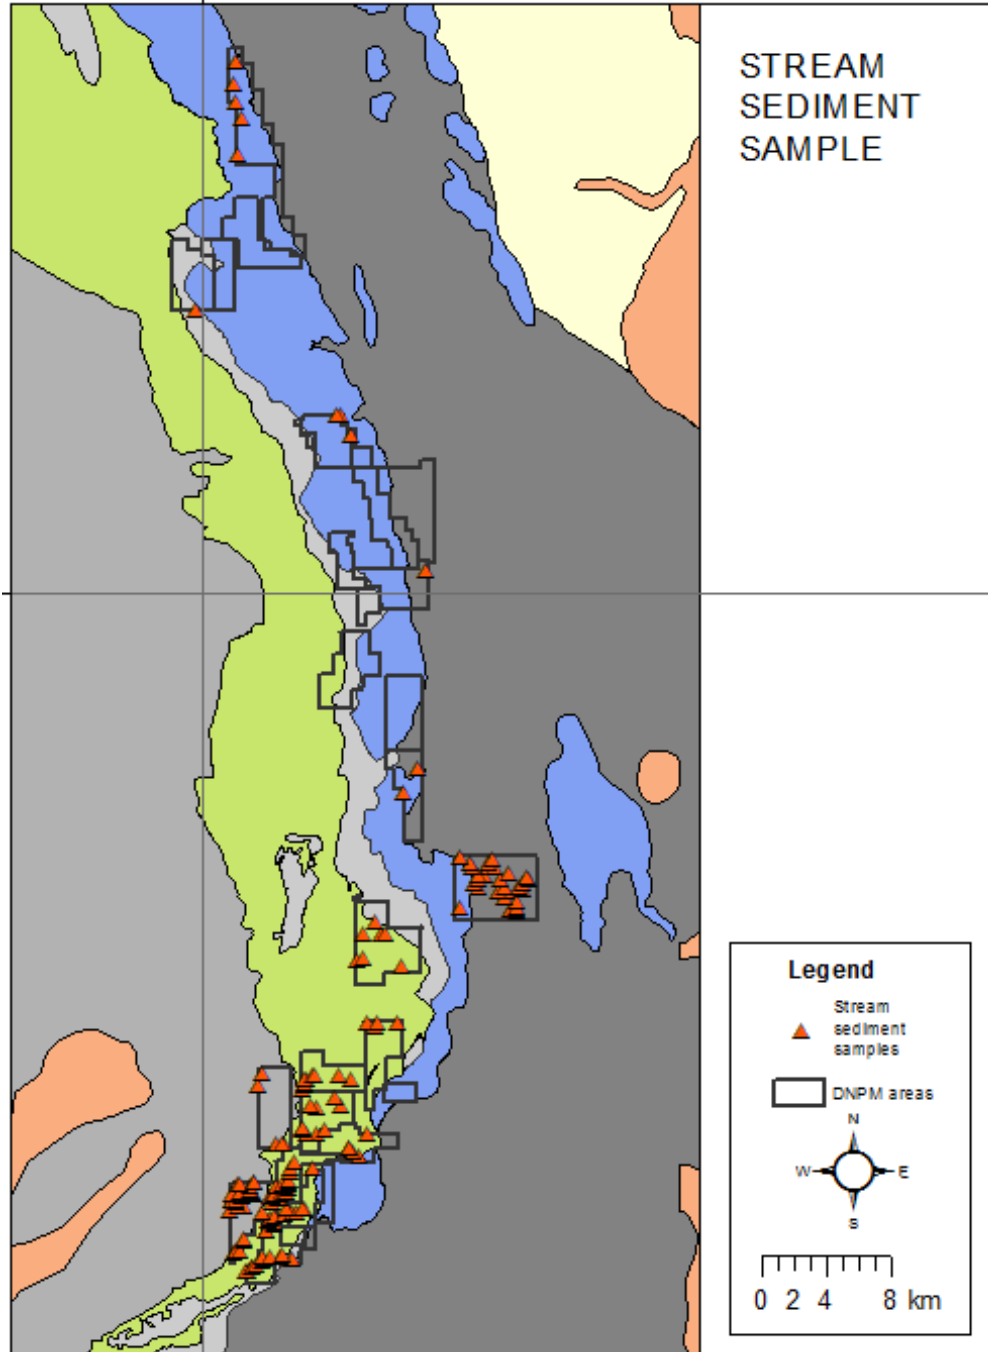 STREAM
SEDIMENT
SAMPLE
Legend
Stream
sediment
samples
DNPM areas
N
W E
S
0 2 4 8 km